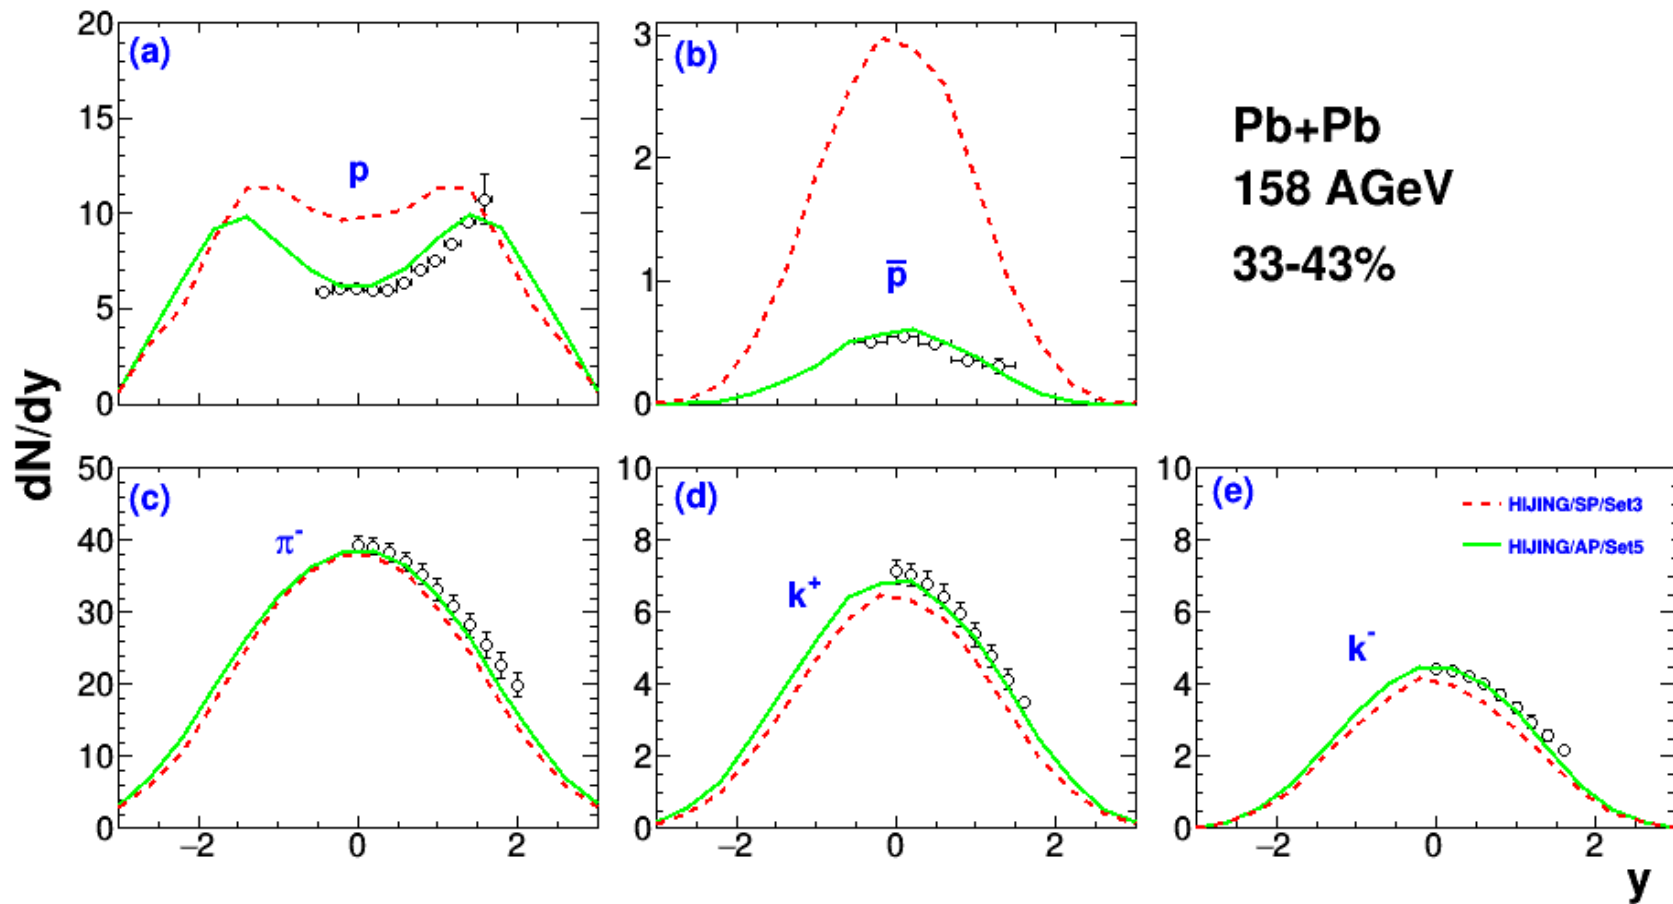 dN/dy
20
15
10
5
0
(a)
p
3
2
1
0
(b)
p̅
Pb+Pb
158 AGeV
33-43%
50
40
30
20
10
0
(c)
π⁻
−2 0 2
10
8
6
4
2
0
(d)
k⁺
−2 0 2
10
8
6
4
2
0
(e)
k⁻
HIJING/SP/Set3
HIJING/AP/Set5
−2 0 2
y